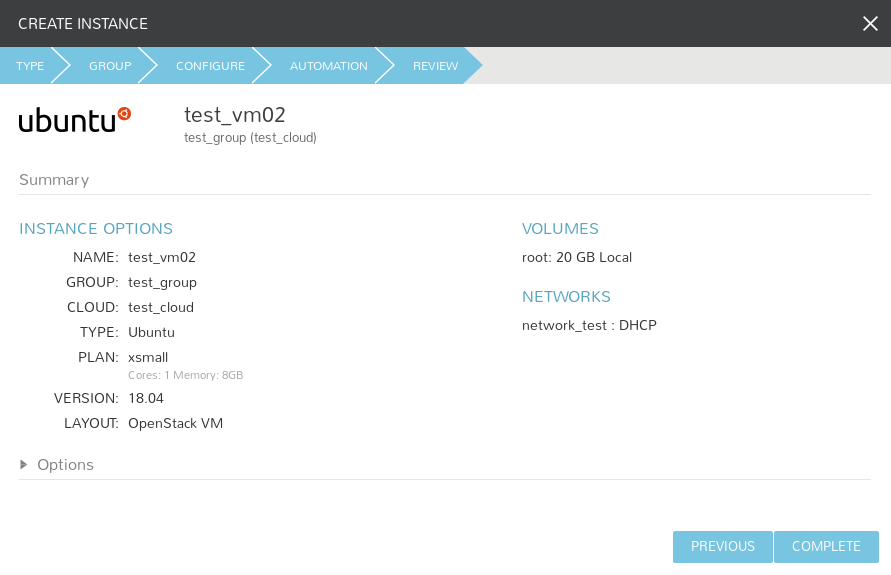 CREATE INSTANCE
TYPE GROUP CONFIGURE AUTOMATION REVIEW
ubuntu
test_vm02
test_group (test_cloud)
Summary
INSTANCE OPTIONS
NAME: test_vm02
GROUP: test_group
CLOUD: test_cloud
TYPE: Ubuntu
PLAN: xsmall
Cores: 1 Memory: 8GB
VERSION: 18.04
LAYOUT: OpenStack VM
VOLUMES
root: 20 GB Local
NETWORKS
network_test : DHCP
Options
PREVIOUS COMPLETE